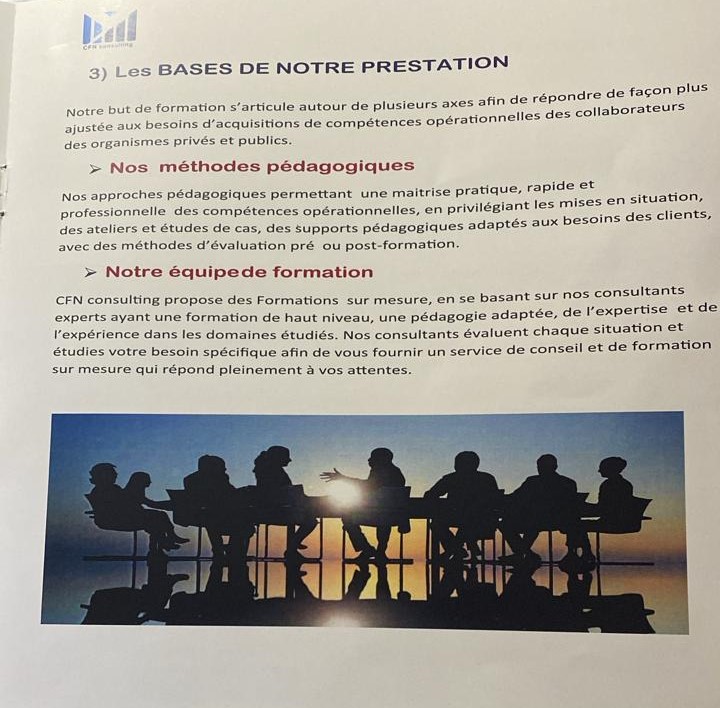 CFN consulting
3) Les BASES DE NOTRE PRESTATION
Notre but de formation s'articule autour de plusieurs axes afin de répondre de façon plus
ajustée aux besoins d'acquisitions de compétences opérationnelles des collaborateurs
des organismes privés et publics.
➢ Nos méthodes pédagogiques
Nos approches pédagogiques permettant une maitrise pratique, rapide et
professionnelle des compétences opérationnelles, en privilégiant les mises en situation,
des ateliers et études de cas, des supports pédagogiques adaptés aux besoins des clients,
avec des méthodes d'évaluation pré ou post-formation.
➢ Notre équipede formation
CFN consulting propose des Formations sur mesure, en se basant sur nos consultants
experts ayant une formation de haut niveau, une pédagogie adaptée, de l'expertise et de
l'expérience dans les domaines étudiés. Nos consultants évaluent chaque situation et
étudies votre besoin spécifique afin de vous fournir un service de conseil et de formation
sur mesure qui répond pleinement à vos attentes.